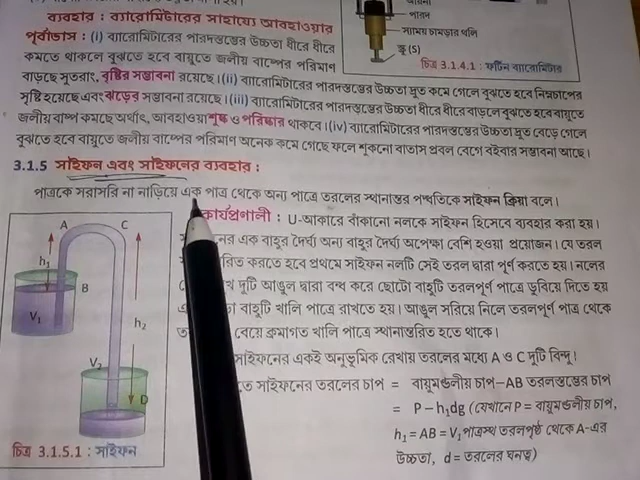 ব্যবহার : ব্যারোমিটারের সাহায্যে আবহাওয়ার
পূর্বাভাস : (i) ব্যারোমিটারের পারদস্তম্ভের উচ্চতা ধীরে ধীরে
কমতে থাকলে বুঝতে হবে বায়ুতে জলীয় বাষ্পের পরিমাণ
বাড়ছে সুতরাং, বৃষ্টির সম্ভাবনা রয়েছে। (ii) ব্যারোমিটারের পারদস্তম্ভের উচ্চতা দ্রুত কমে গেলে বুঝতে হবে নিম্নচাপের
সৃষ্টি হয়েছে এবং ঝড়ের সম্ভাবনা রয়েছে। (iii) ব্যারোমিটারের পারদস্তম্ভের উচ্চতা ধীরে ধীরে বাড়লে বুঝতে হবে বায়ুতে
জলীয় বাষ্প কমছে অর্থাৎ, আবহাওয়া শুষ্ক ও পরিষ্কার থাকবে। (iv) ব্যারোমিটারের পারদস্তম্ভের উচ্চতা দ্রুত বেড়ে গেলে
বুঝতে হবে বায়ুতে জলীয় বাষ্পের পরিমাণ অনেক কমে গেছে ফলে শুকনো বাতাস প্রবল বেগে বইবার সম্ভাবনা আছে।
পারদ
স্যাময় চামড়ার থলি
স্ক্রু (S)
চিত্র 3.1.4.1 : ফর্টিন ব্যারোমিটার
3.1.5 সাইফন এবং সাইফনের ব্যবহার :
পাত্রকে সরাসরি না নাড়িয়ে এক পাত্র থেকে অন্য পাত্রে তরলের স্থানান্তর পদ্ধতিকে সাইফন ক্রিয়া বলে।
কার্যপ্রণালী : U-আকারে বাঁকানো নলকে সাইফন হিসেবে ব্যবহার করা হয়।
এক বাহুর দৈর্ঘ্য অন্য বাহুর দৈর্ঘ্য অপেক্ষা বেশি হওয়া প্রয়োজন। যে তরল
করতে হবে প্রথমে সাইফন নলটি সেই তরল দ্বারা পূর্ণ করতে হয়। নলের
দুটি আঙুল দ্বারা বন্ধ করে ছোটো বাহুটি তরলপূর্ণ পাত্রে ডুবিয়ে দিতে হয়
বাহুটি খালি পাত্রে রাখতে হয়। আঙুল সরিয়ে নিলে তরলপূর্ণ পাত্র থেকে
বেয়ে ক্রমাগত খালি পাত্রে স্থানান্তরিত হতে থাকে।
সাইফনের একই অনুভূমিক রেখায় তরলের মধ্যে A ও C দুটি বিন্দু।
সাইফনের তরলের চাপ = বায়ুমণ্ডলীয় চাপ–AB তরলস্তম্ভের চাপ
= P – h₁dg (যেখানে P = বায়ুমণ্ডলীয় চাপ,
h₁ = AB = V₁ পাত্রস্থ তরলপৃষ্ঠ থেকে A-এর
উচ্চতা, d = তরলের ঘনত্ব)
A
C
h₁
B
V₁
h₂
V₂
D
চিত্র 3.1.5.1 : সাইফন